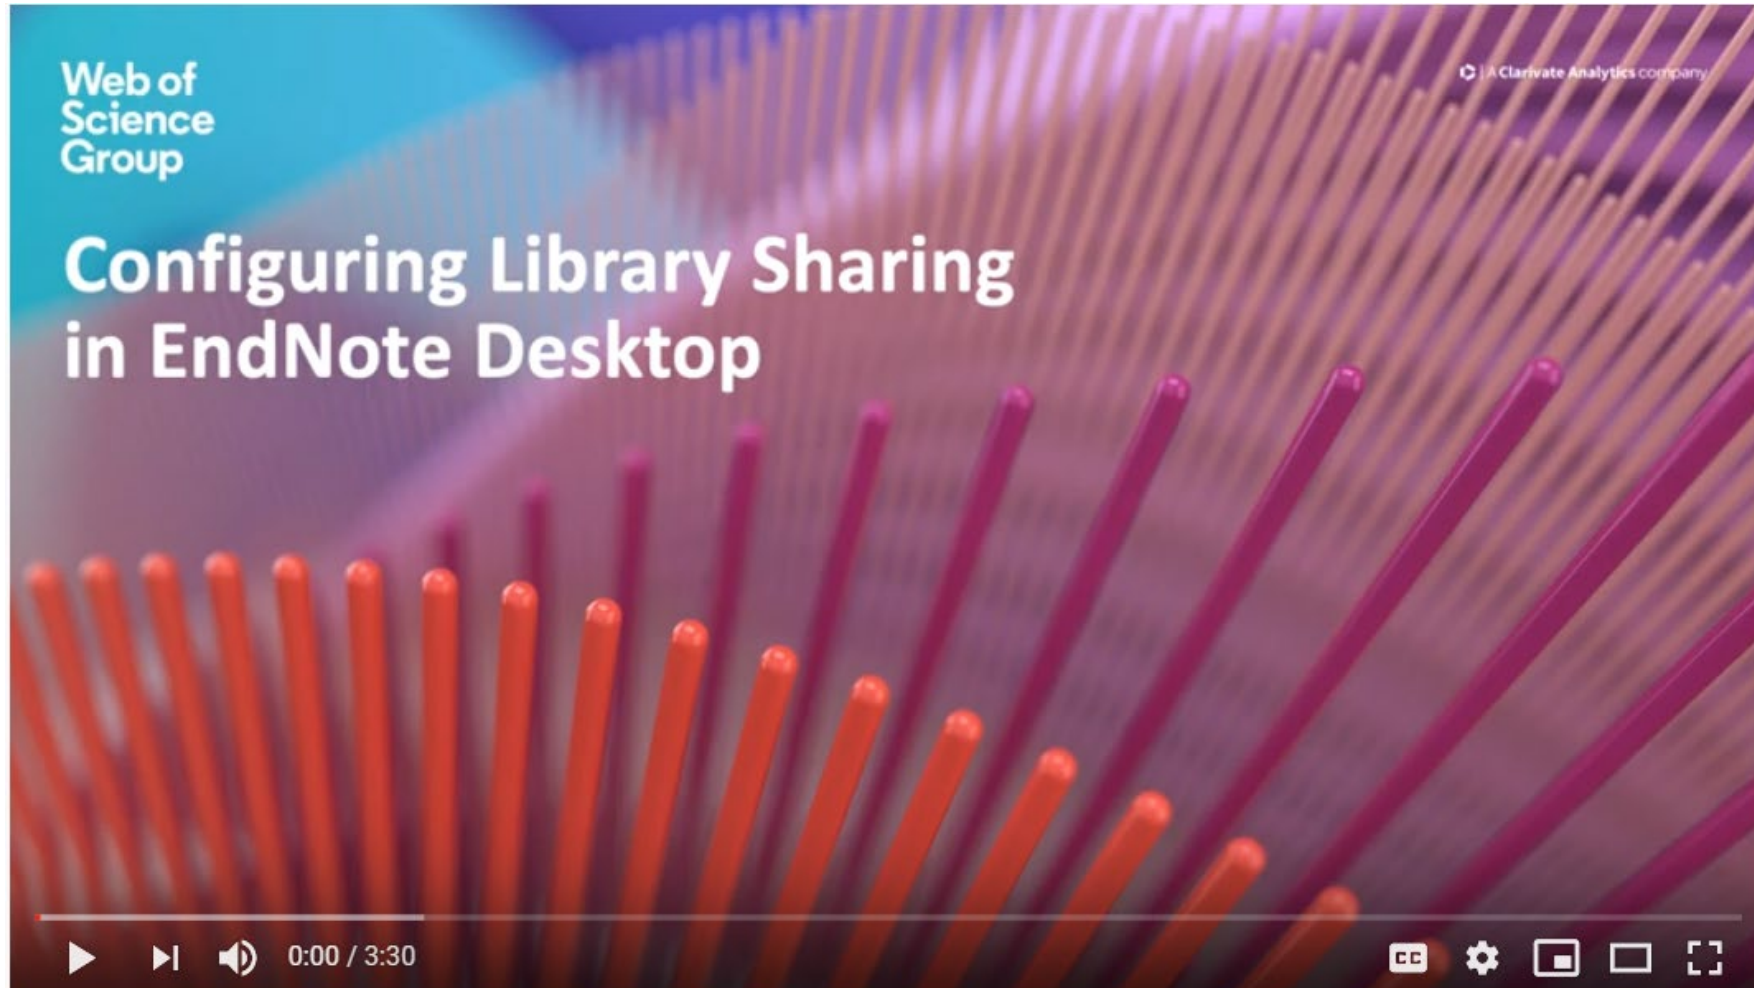 Web of
Science
Group
A Clarivate Analytics company
Configuring Library Sharing
in EndNote Desktop
0:00 / 3:30
CC